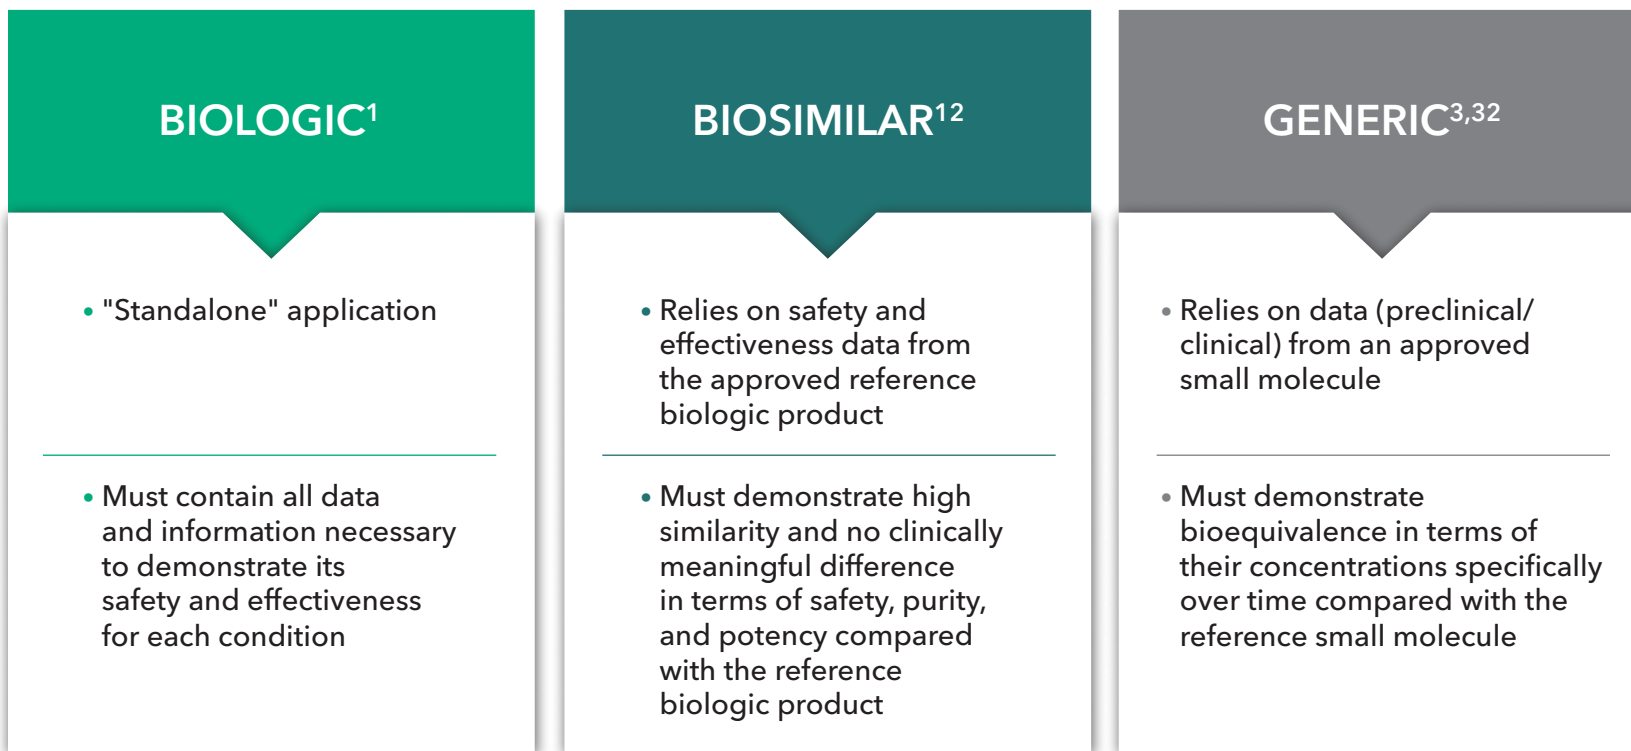 BIOLOGIC¹
• "Standalone" application
• Must contain all data
and information necessary
to demonstrate its
safety and effectiveness
for each condition
BIOSIMILAR¹²
• Relies on safety and
effectiveness data from
the approved reference
biologic product
• Must demonstrate high
similarity and no clinically
meaningful difference
in terms of safety, purity,
and potency compared
with the reference
biologic product
GENERIC³,³²
• Relies on data (preclinical/
clinical) from an approved
small molecule
• Must demonstrate
bioequivalence in terms of
their concentrations specifically
over time compared with the
reference small molecule